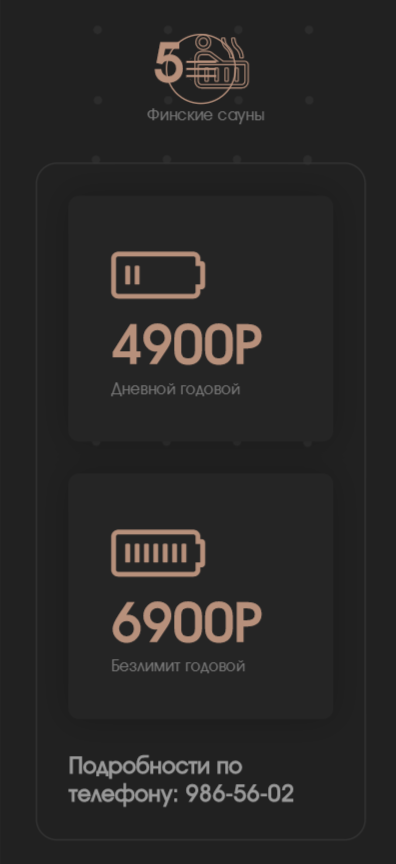 5
Финские сауны
4900Р
Дневной годовой
6900Р
Безлимит годовой
Подробности по
телефону: 986-56-02